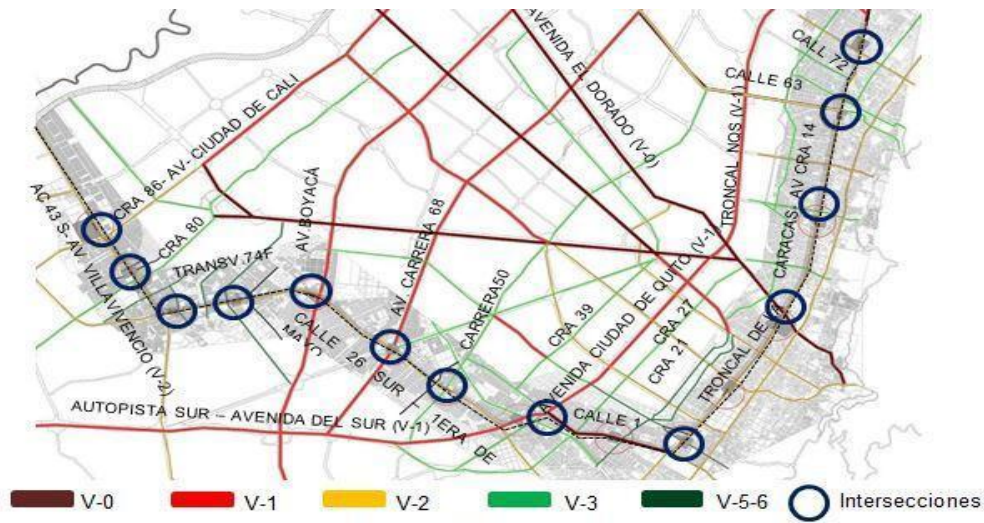 CALL 72
CALLE 63
AVENIDA EL DORADO (V-0)
TRONCAL NQS (V-1)
CARACAS- AV CRA 14
CRA 86- AV- CIUDAD DE CALI
AC 43 S- AV. VILLAVIVENCIO (V-2)
CRA 80
TRANSV. 74F
AV BOYACÁ
AV. CARRERA 68
CARRERA50
CALLE 26 SUR - 1ERA DE
MAYO
CRA 39
AVENIDA CIUDAD DE QUITO (V-1)
CRA 27
CRA 21
TRONCAL DE
CALLE 1
AUTOPISTA SUR – AVENIDA DEL SUR (V-1)
V-0
V-1
V-2
V-3
V-5-6
Intersecciones